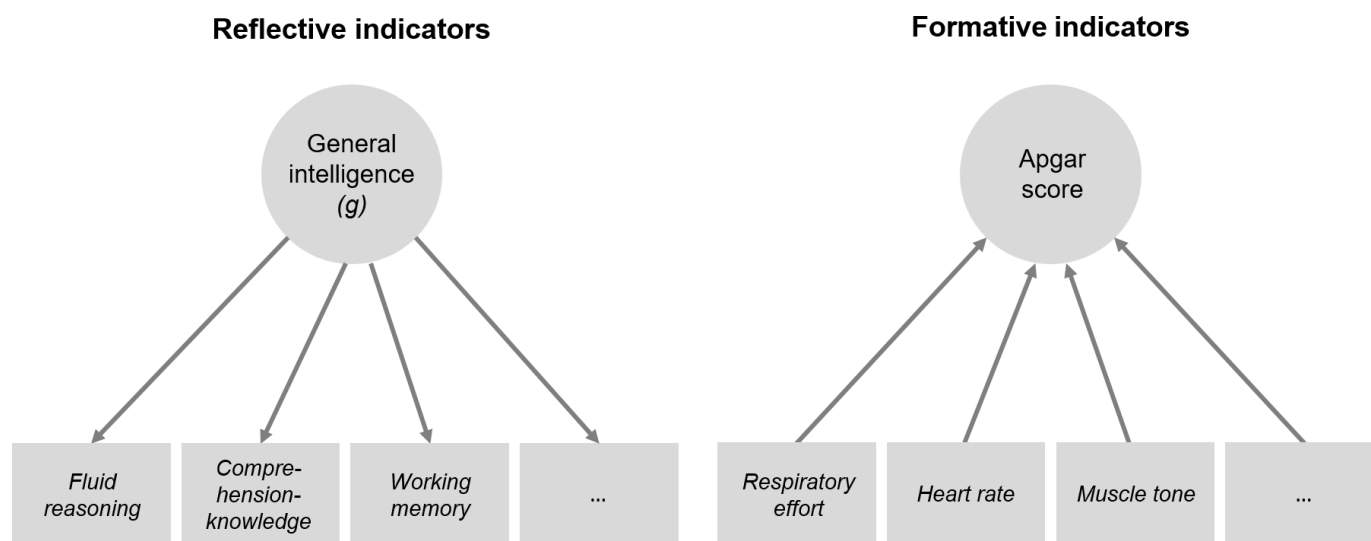 Reflective indicators
General
intelligence
(g)
Fluid
reasoning
Compre-
hension-
knowledge
Working
memory
...
Formative indicators
Apgar
score
Respiratory
effort
Heart rate
Muscle tone
...